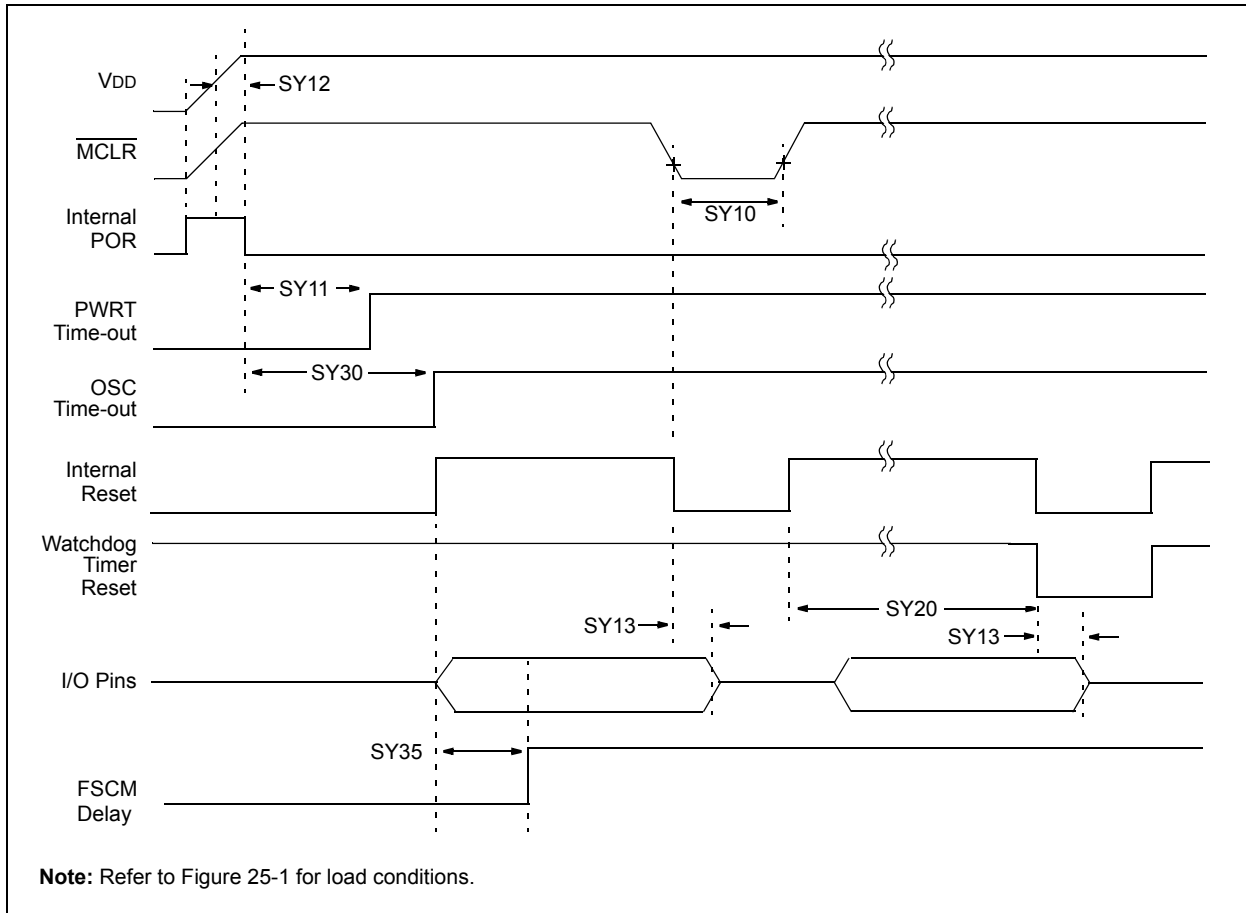 VDD
SY12
MCLR
SY10
Internal
POR
SY11
PWRT
Time-out
SY30
OSC
Time-out
Internal
Reset
Watchdog
Timer
Reset
SY20
SY13
SY13
I/O Pins
SY35
FSCM
Delay
Note: Refer to Figure 25-1 for load conditions.